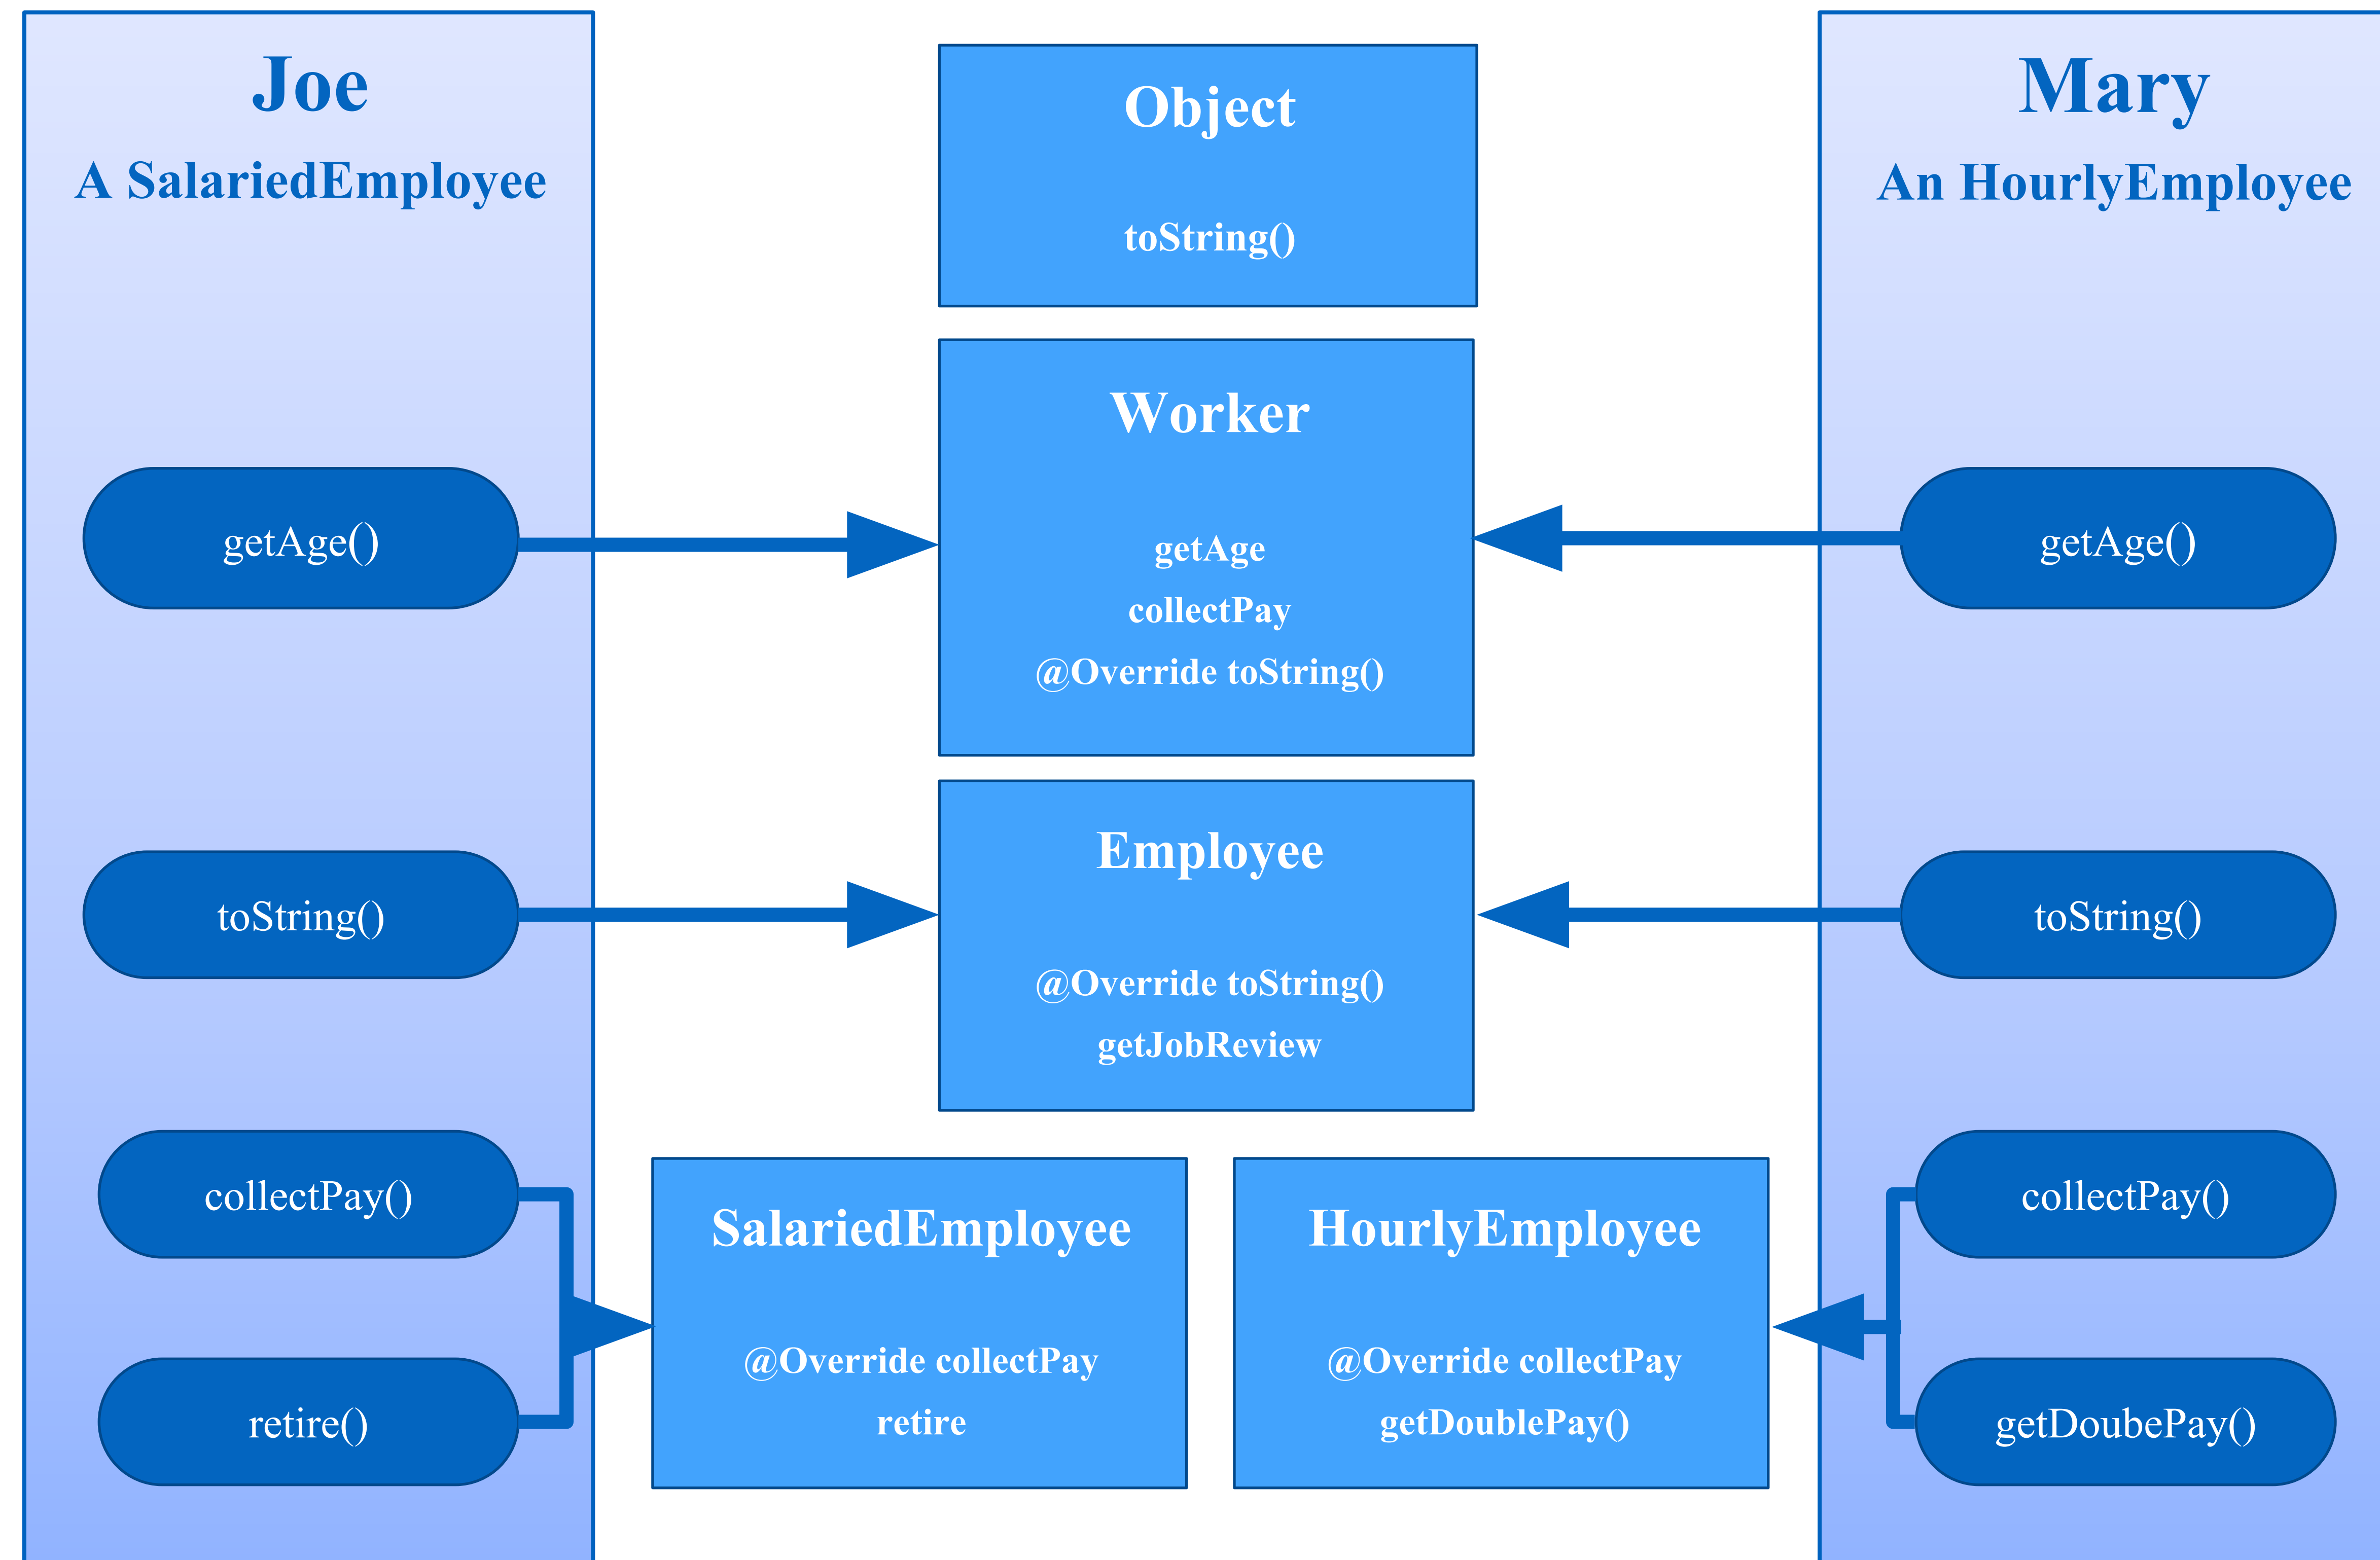 Joe
A SalariedEmployee
getAge()
toString()
collectPay()
retire()
Object
toString()
Worker
getAge
collectPay
@Override toString()
Employee
@Override toString()
getJobReview
SalariedEmployee
@Override collectPay
retire
HourlyEmployee
@Override collectPay
getDoublePay()
Mary
An HourlyEmployee
getAge()
toString()
collectPay()
getDoubePay()